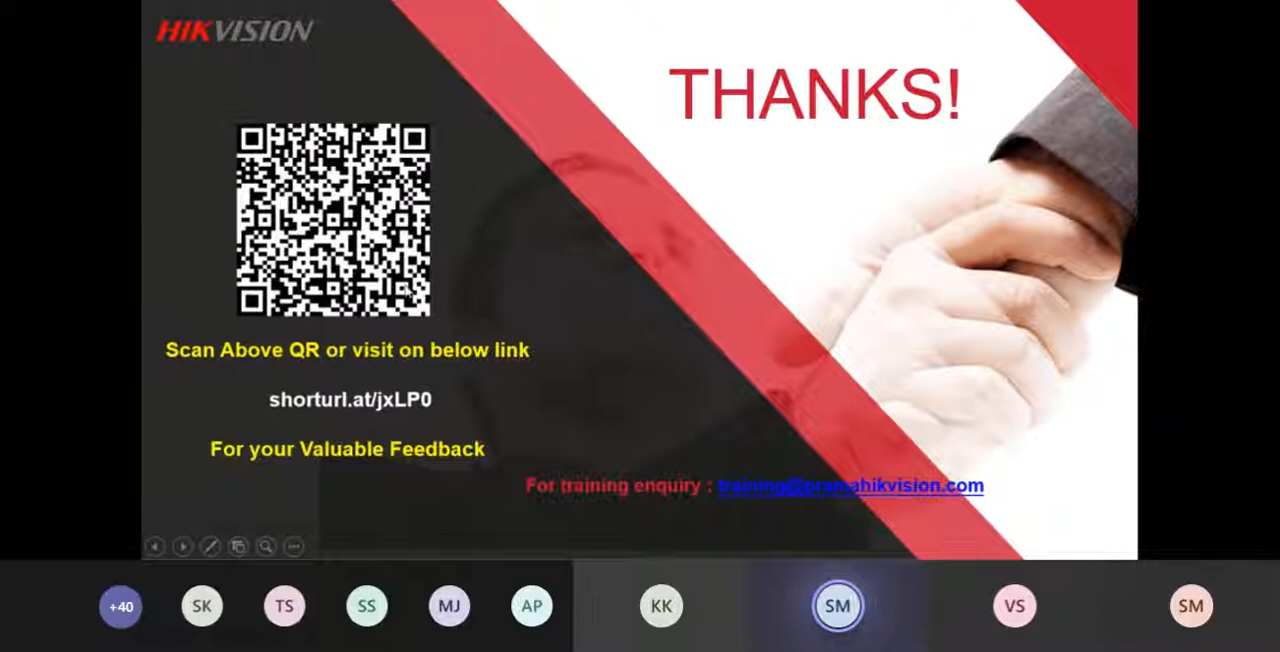 HIKVISION
THANKS!
Scan Above QR or visit on below link
shorturl.at/jxLP0
For your Valuable Feedback
For training enquiry : training@pramahikvision.com
+40
SK
TS
SS
MJ
AP
KK
SM
VS
SM